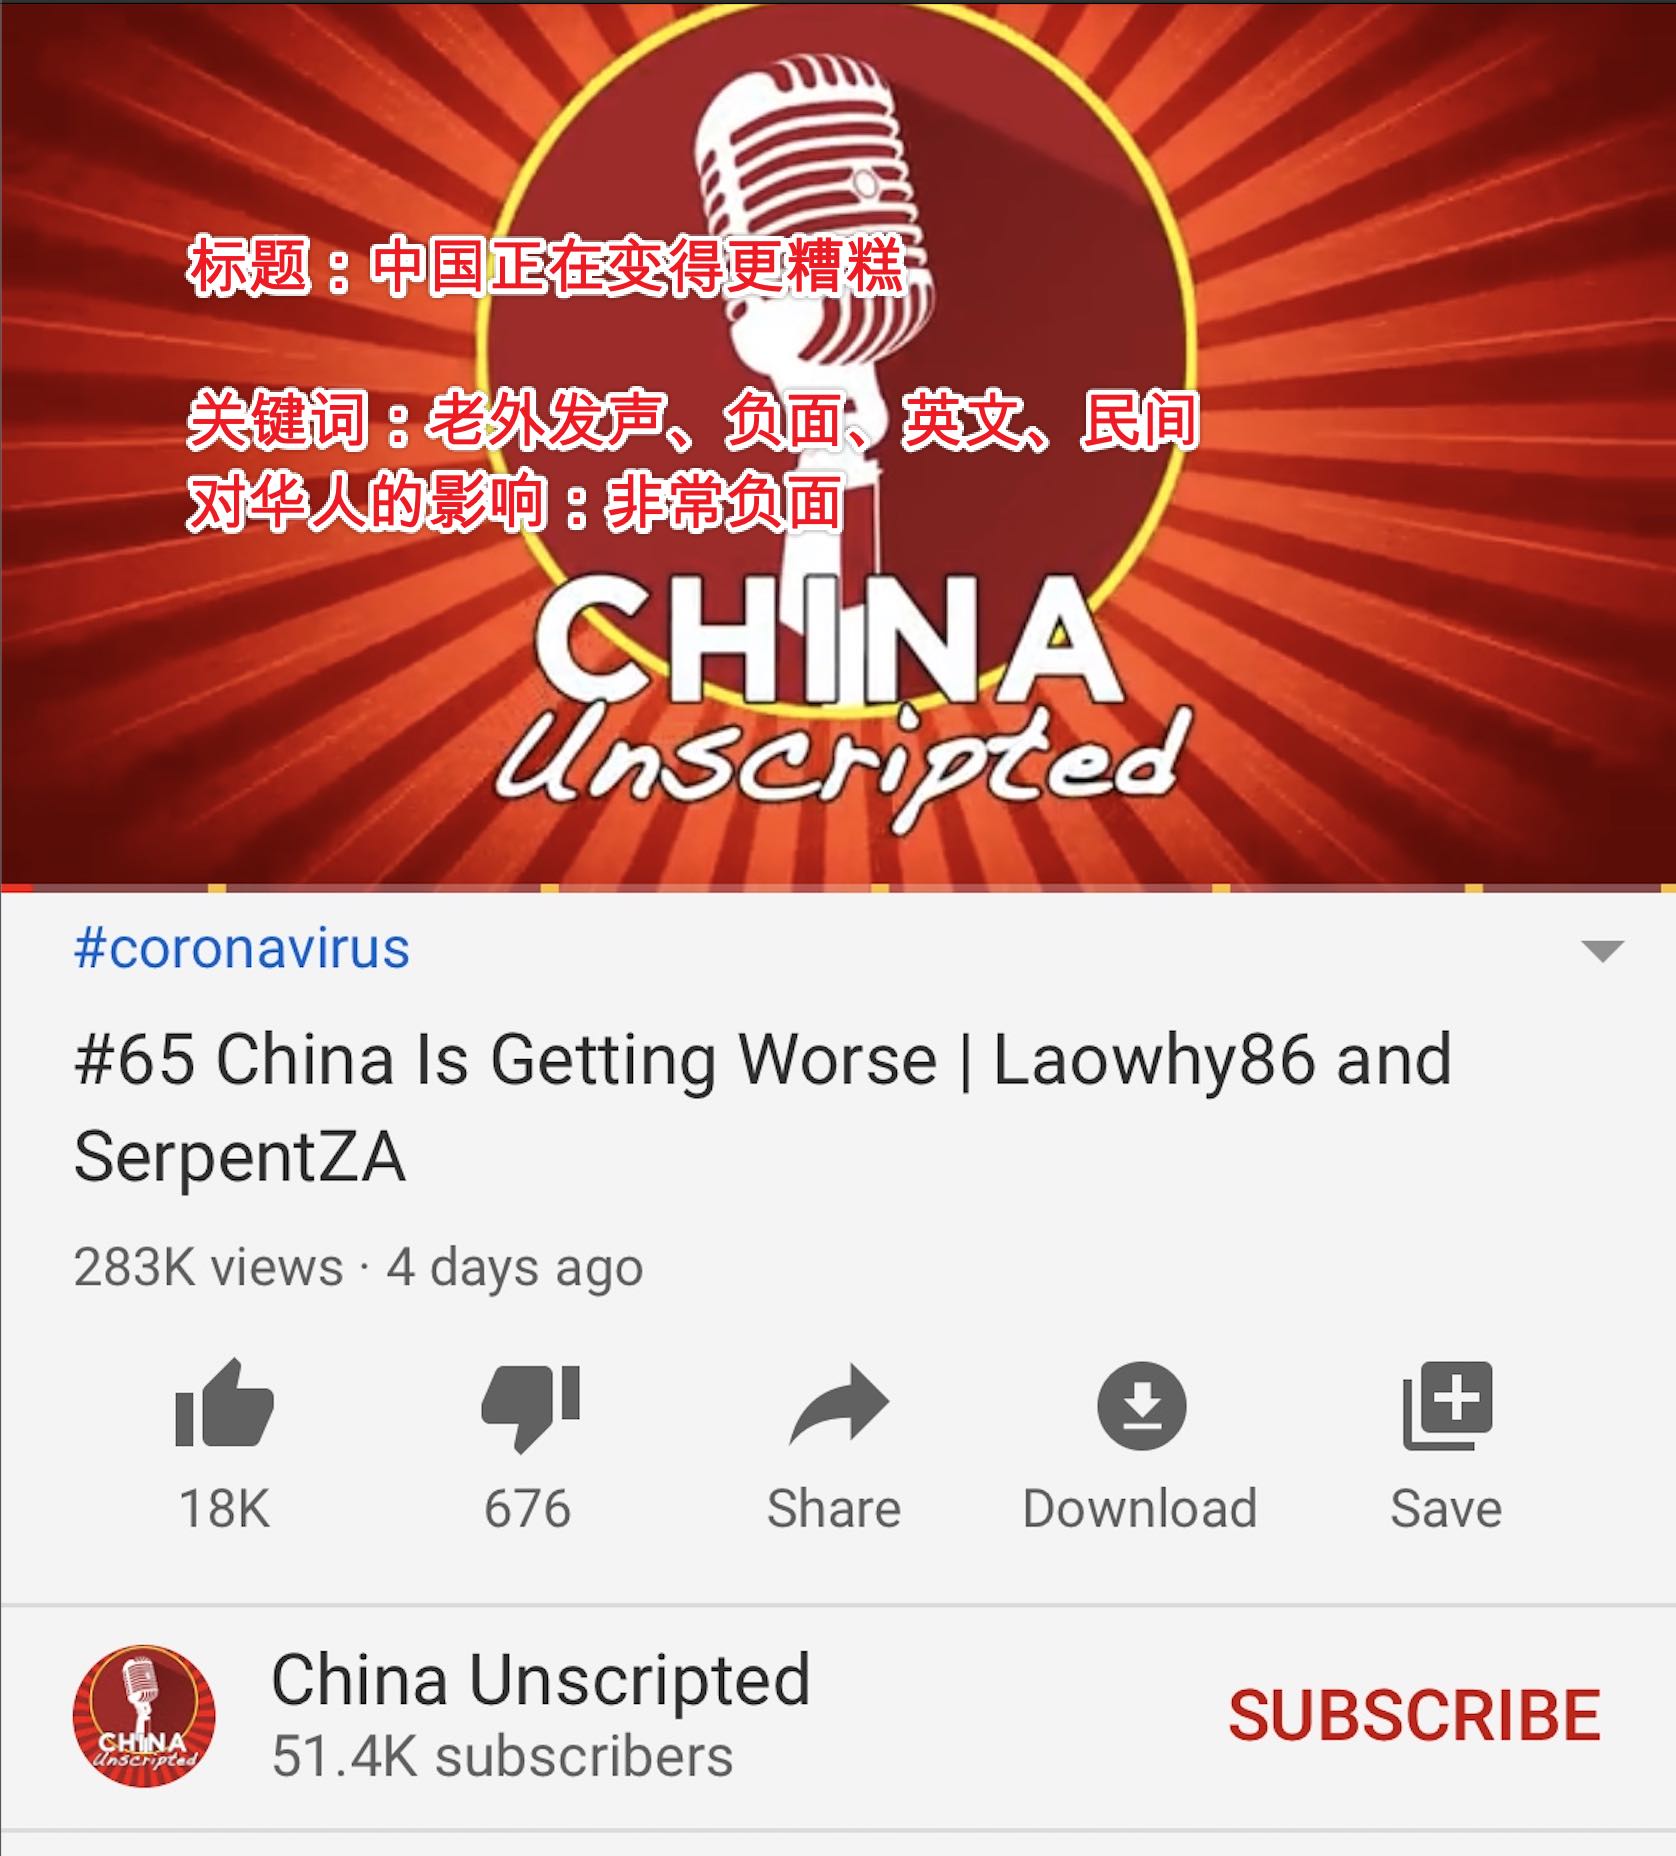 标题：中国正在变得更糟糕
关键词：老外发声、负面、英文、民间
对华人的影响：非常负面
CHINA
Unscripted
#coronavirus
#65 China Is Getting Worse | Laowhy86 and
SerpentZA
283K views · 4 days ago
18K 676 Share Download Save
CHINA
Unscripted
China Unscripted
51.4K subscribers
SUBSCRIBE